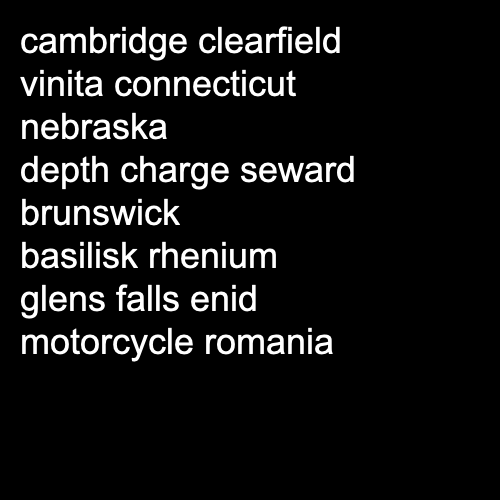 cambridge clearfield
vinita connecticut
nebraska
depth charge seward
brunswick
basilisk rhenium
glens falls enid
motorcycle romania